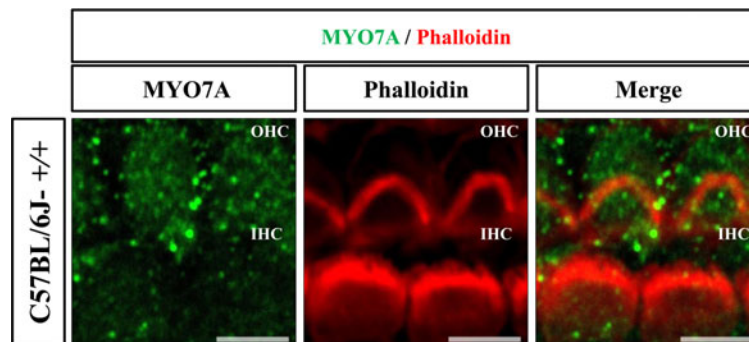 MYO7A / Phalloidin
MYO7A
Phalloidin
Merge
C57BL/6J- +/+
OHC
OHC
OHC
IHC
IHC
IHC